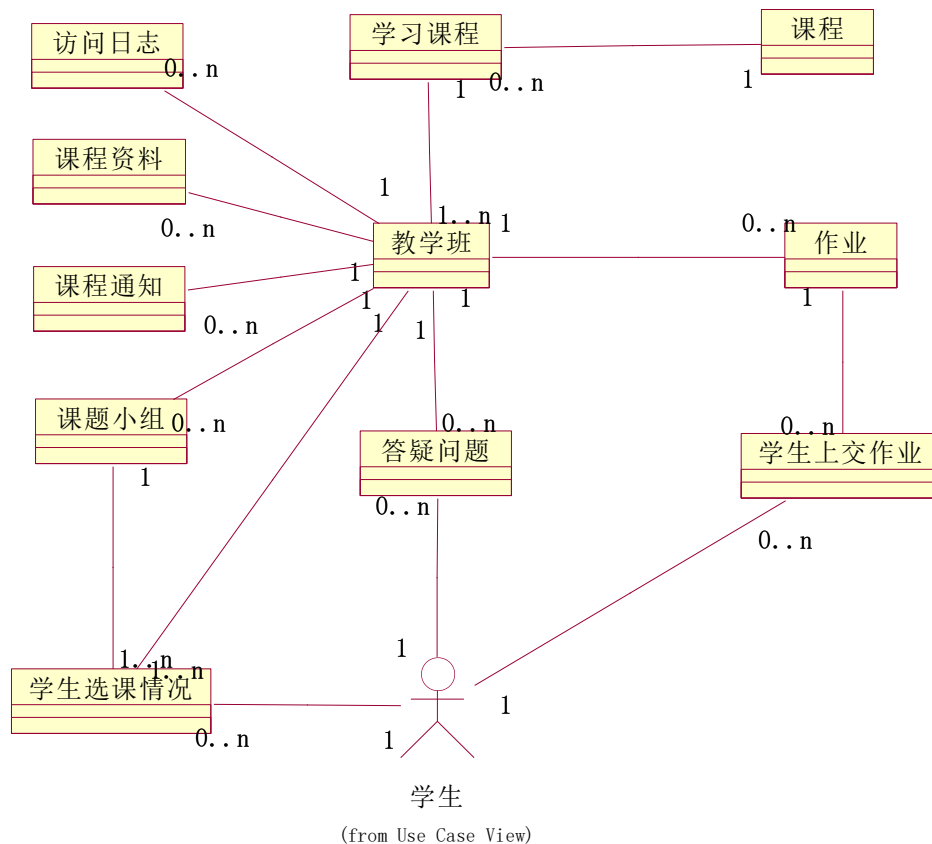 访问日志
0..n
学习课程
1
0..n
课程
1
课程资料
0..n
1
1..n
教学班
1
0..n
作业
1
课程通知
0..n
1
1
1
1
1
课题小组
0..n
1
答疑问题
0..n
0..n
学生上交作业
0..n
0..n
1..n
1..n
学生选课情况
0..n
1
1
1
学生
(from Use Case View)